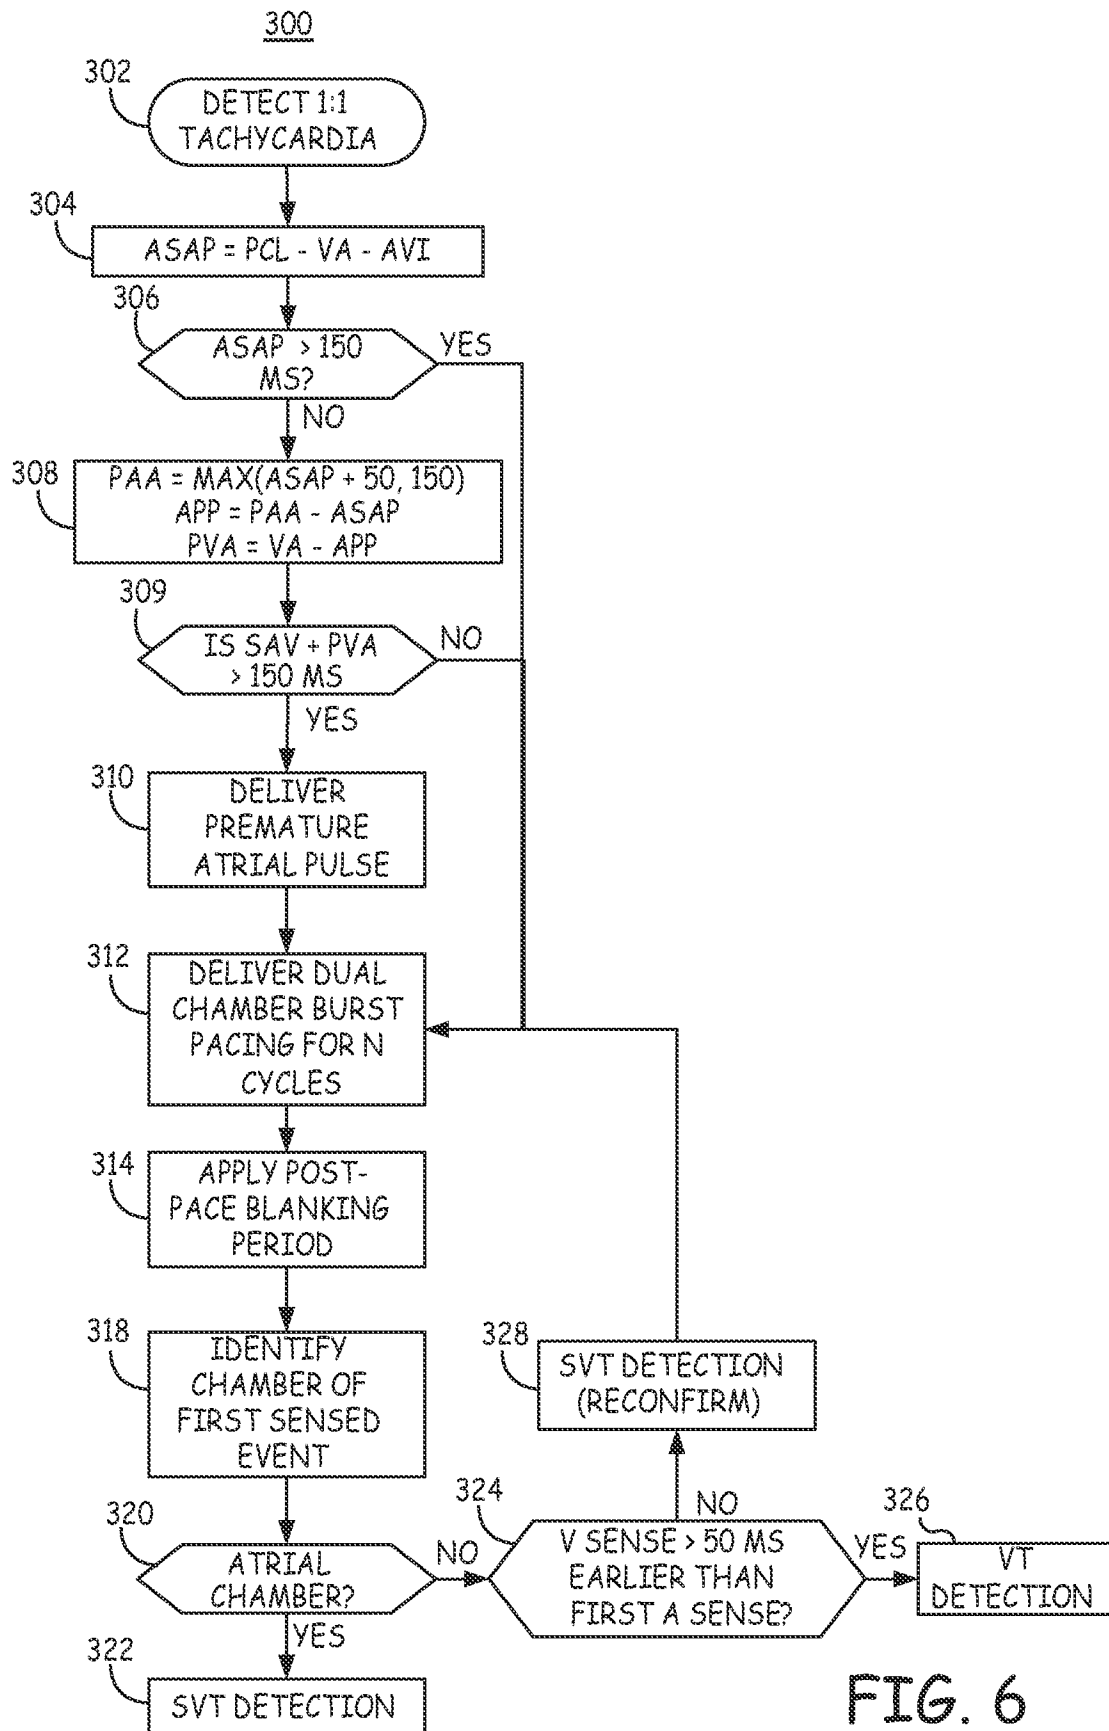 300
302
DETECT 1:1
TACHYCARDIA
304
ASAP = PCL - VA - AVI
306
ASAP > 150
MS?
YES
NO
308
PAA = MAX(ASAP + 50, 150)
APP = PAA - ASAP
PVA = VA - APP
309
IS SAV + PVA
> 150 MS
NO
YES
310
DELIVER
PREMATURE
ATRIAL PULSE
312
DELIVER DUAL
CHAMBER BURST
PACING FOR N
CYCLES
314
APPLY POST-
PACE BLANKING
PERIOD
318
IDENTIFY
CHAMBER OF
FIRST SENSED
EVENT
328
SVT DETECTION
(RECONFIRM)
320
ATRIAL
CHAMBER?
NO
YES
324
V SENSE > 50 MS
EARLIER THAN
FIRST A SENSE?
NO
YES
326
VT
DETECTION
322
SVT DETECTION
FIG. 6